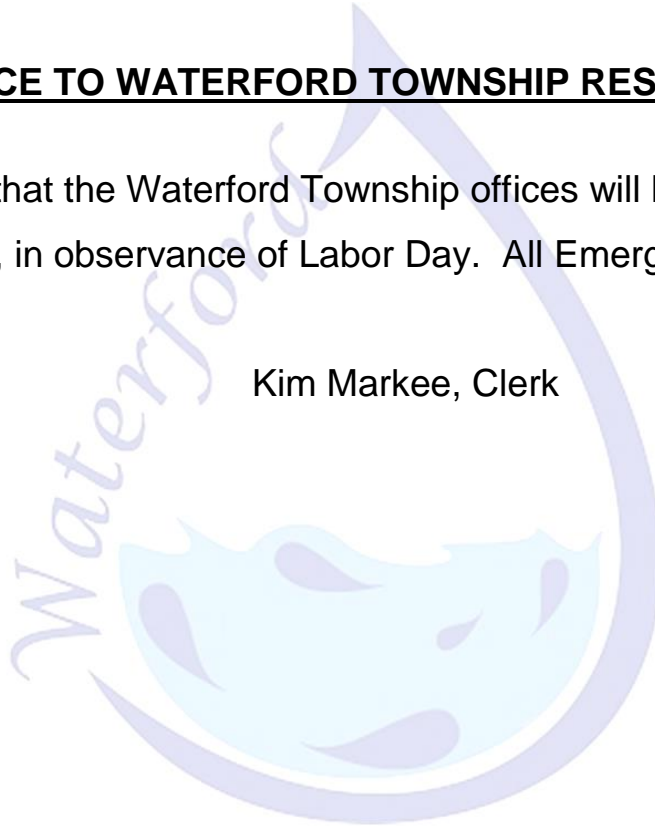 CE TO WATERFORD TOWNSHIP RES
hat the Waterford Township offices will
, in observance of Labor Day.  All Emerg
Kim Markee, Clerk
Waterford